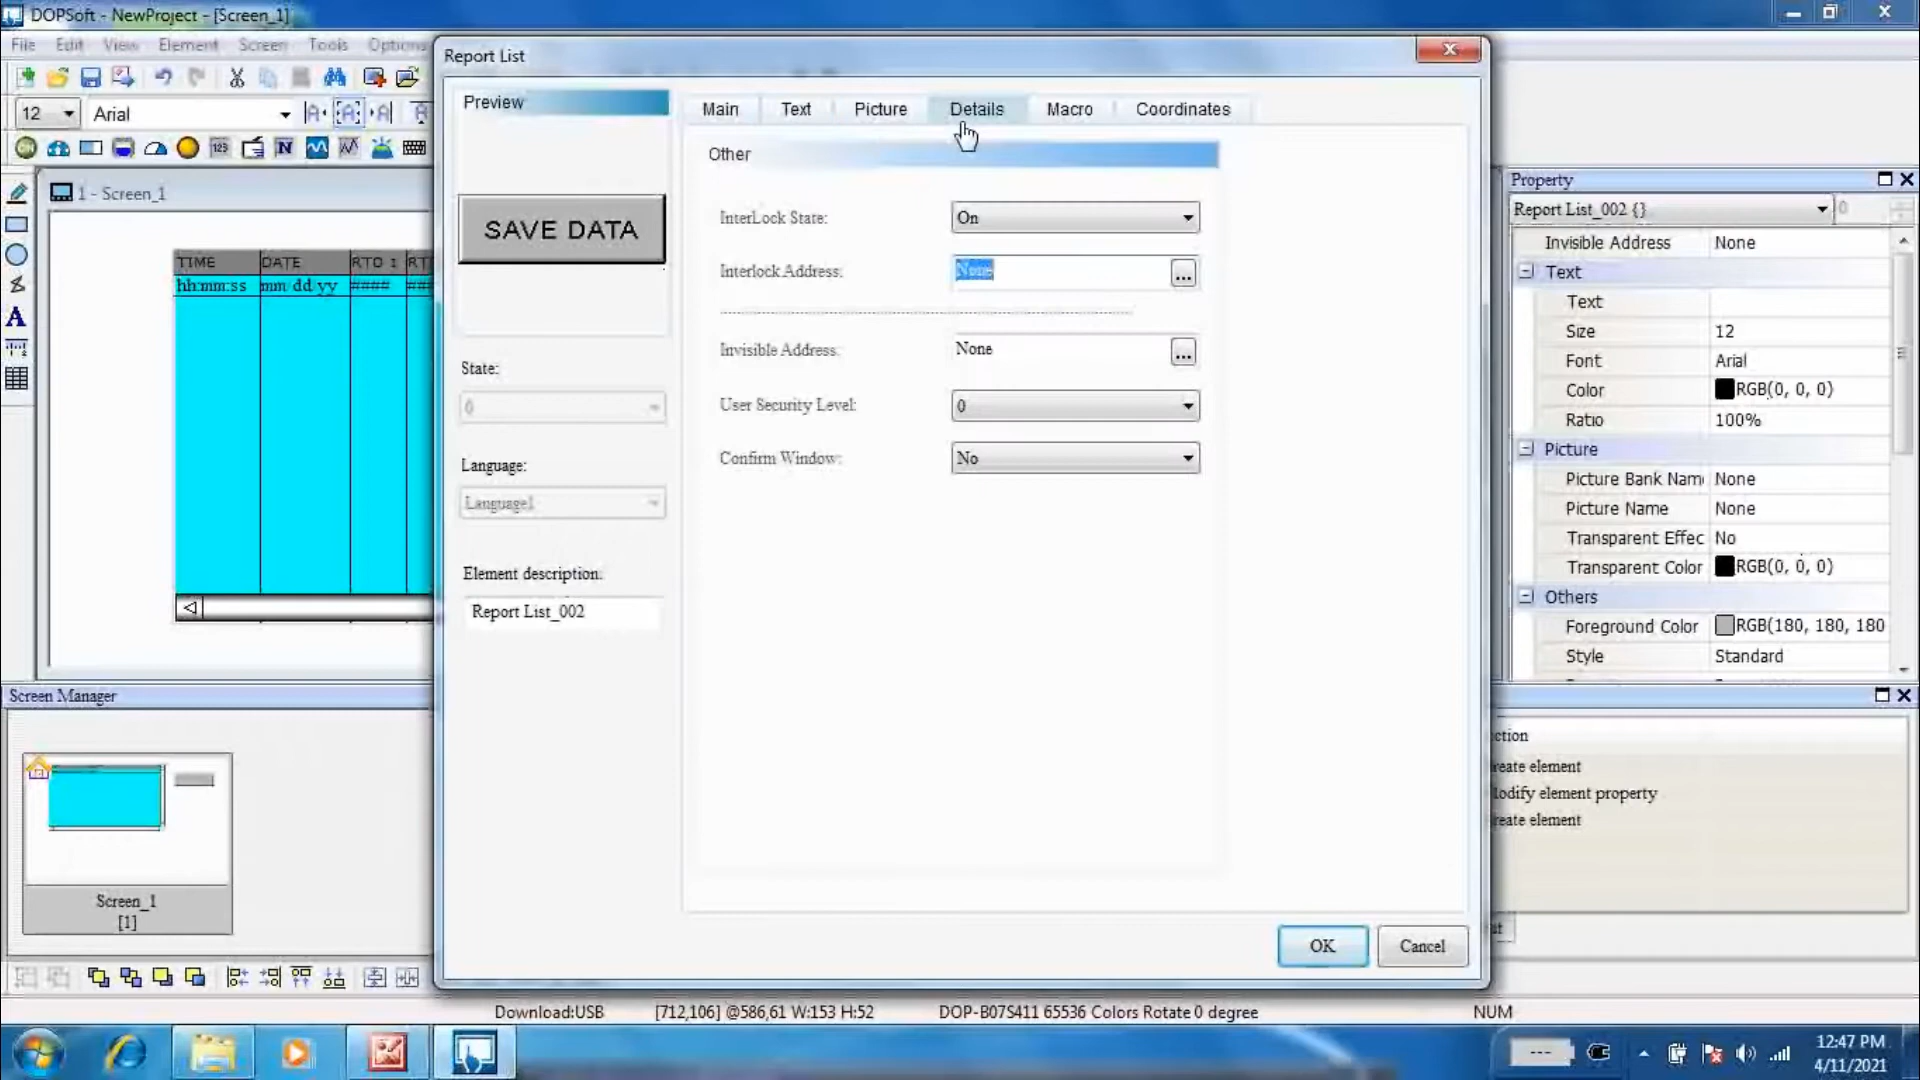 DOPSoft - NewProject - [Screen_1]
File Edit View Element Screen Tools Options
12 Arial
1 - Screen_1
TIME DATE RTO 1
hh:mm:ss mm/dd/yy ####
Screen Manager
Screen_1
[1]
Report List
Preview
SAVE DATA
State:
0
Language:
Language1
Element description:
Report List_002
Main Text Picture Details Macro Coordinates
Other
InterLock State: On
Interlock Address: None ...
Invisible Address: None ...
User Security Level: 0
Confirm Window: No
OK Cancel
Property
Report List_002 {} 0
Invisible Address None
Text
Text
Size 12
Font Arial
Color RGB(0, 0, 0)
Ratio 100%
Picture
Picture Bank Nam None
Picture Name None
Transparent Effec No
Transparent Color RGB(0, 0, 0)
Others
Foreground Color RGB(180, 180, 180
Style Standard
ction
reate element
lodify element property
reate element
Download:USB [712,106] @586,61 W:153 H:52 DOP-B07S411 65536 Colors Rotate 0 degree NUM
12:47 PM
4/11/2021